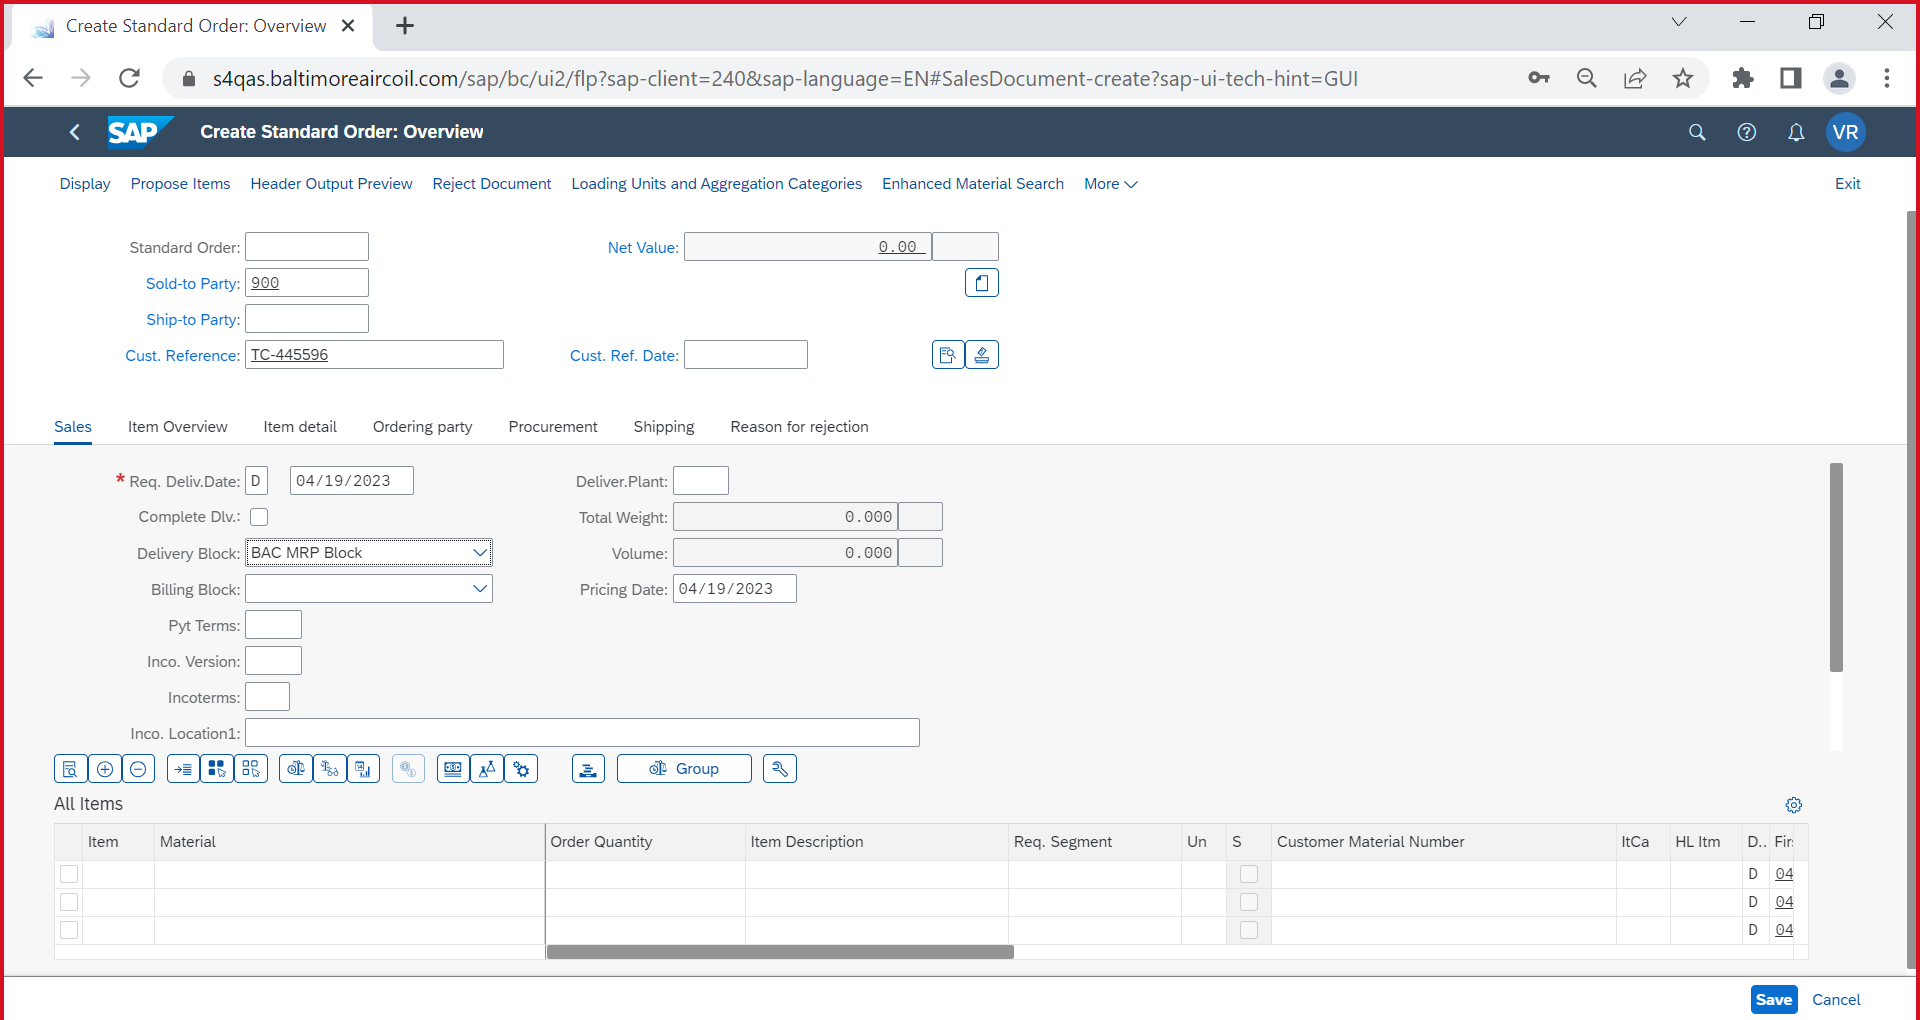 Create Standard Order: Overview
s4qas.baltimoreaircoil.com/sap/bc/ui2/flp?sap-client=240&sap-language=EN#SalesDocument-create?sap-ui-tech-hint=GUI
SAP Create Standard Order: Overview VR
Display Propose Items Header Output Preview Reject Document Loading Units and Aggregation Categories Enhanced Material Search More Exit
Standard Order: Net Value: 0.00
Sold-to Party: 900
Ship-to Party:
Cust. Reference: TC-445596 Cust. Ref. Date:
Sales Item Overview Item detail Ordering party Procurement Shipping Reason for rejection
* Req. Deliv.Date: D 04/19/2023 Deliver.Plant:
Complete Dlv.: Total Weight: 0.000
Delivery Block: BAC MRP Block Volume: 0.000
Billing Block: Pricing Date: 04/19/2023
Pyt Terms:
Inco. Version:
Incoterms:
Inco. Location1:
Group
All Items
Item Material Order Quantity Item Description Req. Segment Un S Customer Material Number ItCa HL Itm D.. Fir
D 04
D 04
D 04
Save Cancel